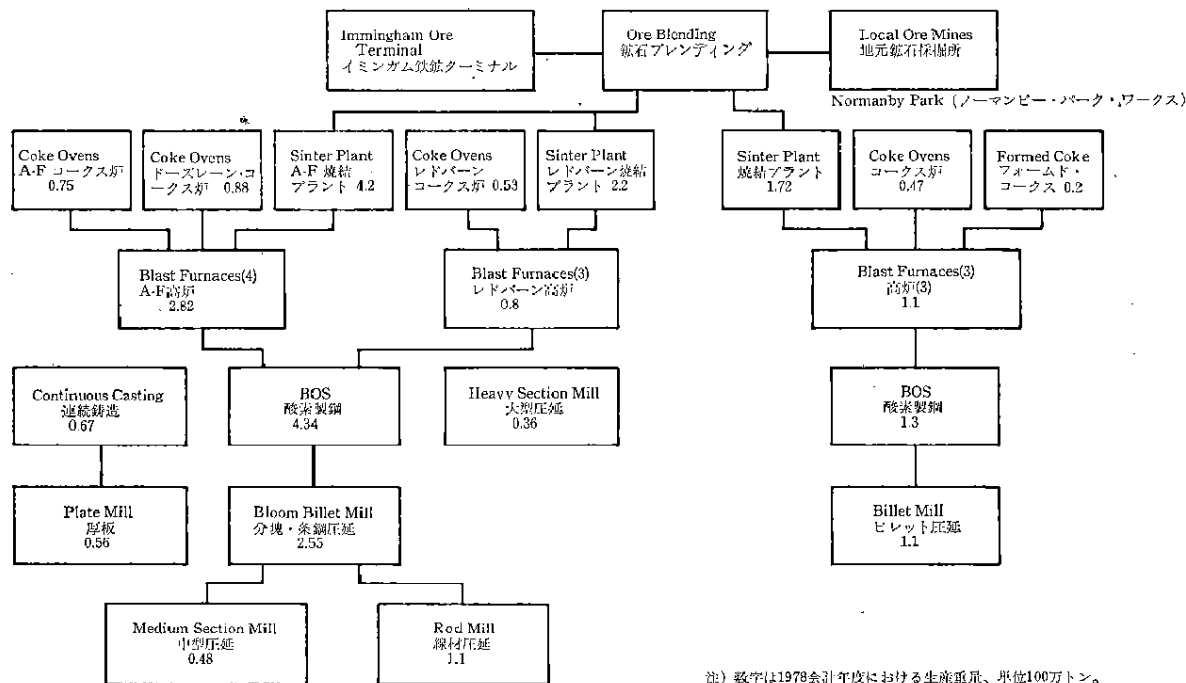 Immingham Ore
Terminal
イミンガム鉄鉱ターミナル
Ore Blending
鉱石ブレンディング
Local Ore Mines
地元鉱石採掘所
Normanby Park (ノーマンビー・パーク・ワークス)
Coke Ovens
A-F コークス炉
0.75
Coke Ovens
ドーズレーン・コ
ークス炉 0.88
Sinter Plant
A-F 焼結
プラント 4.2
Coke Ovens
レドバーン
コークス炉 0.53
Sinter Plant
レドバーン焼結
プラント 2.2
Sinter Plant
焼結プラント
1.72
Coke Ovens
コークス炉
0.47
Formed Coke
フォームド・
コークス 0.2
Blast Furnaces(4)
A-F高炉
2.82
Blast Furnaces(3)
レドバーン高炉
0.8
Blast Furnaces(3)
高炉(3)
1.1
Continuous Casting
連続鋳造
0.67
BOS
酸素製鋼
4.34
Heavy Section Mill
大型圧延
0.36
BOS
酸素製鋼
1.3
Plate Mill
厚板
0.56
Bloom Billet Mill
分塊・条鋼圧延
2.55
Billet Mill
ビレット圧延
1.1
Medium Section Mill
中型圧延
0.48
Rod Mill
線材圧延
1.1
注) 数字は1978会計年度における生産重量、単位100万トン。